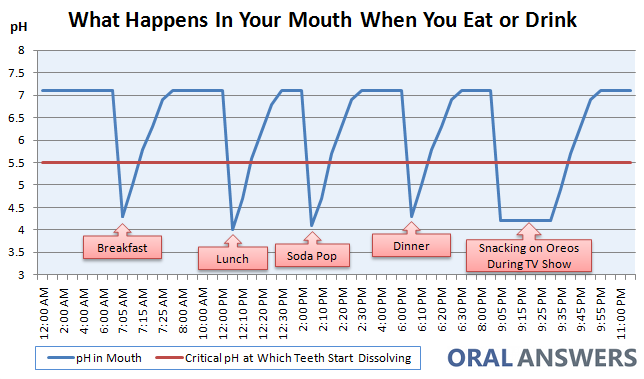 What Happens In Your Mouth When You Eat or Drink
pH
8
7.5
7
6.5
6
5.5
5
4.5
4
3.5
3
Breakfast
Lunch
Soda Pop
Dinner
Snacking on Oreos
During TV Show
12:00 AM
2:00 AM
4:00 AM
6:00 AM
7:05 AM
7:15 AM
7:25 AM
8:00 AM
10:00 AM
12:00 PM
12:10 PM
12:20 PM
12:30 PM
2:00 PM
2:10 PM
2:20 PM
2:30 PM
4:00 PM
6:00 PM
6:10 PM
6:20 PM
6:30 PM
8:00 PM
9:05 PM
9:15 PM
9:25 PM
9:35 PM
9:45 PM
9:55 PM
11:00 PM
pH in Mouth
Critical pH at Which Teeth Start Dissolving
ORAL ANSWERS